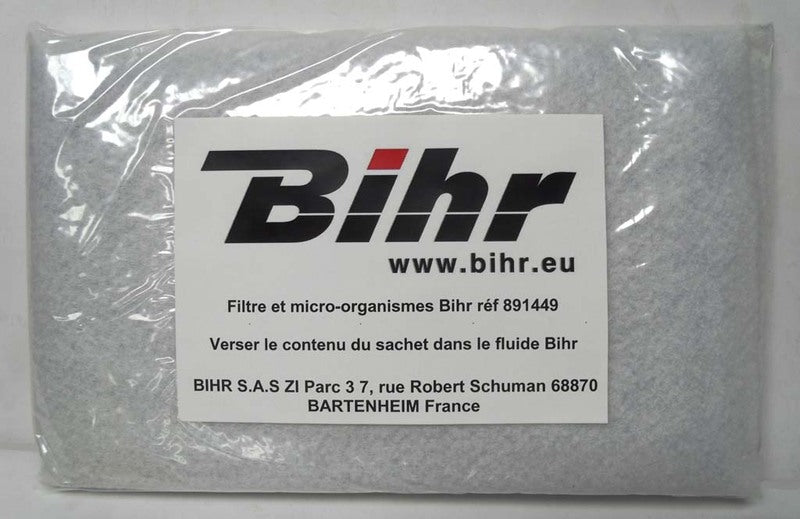 Bihr
www.bihr.eu
Filtre et micro-organismes Bihr réf 891449
Verser le contenu du sachet dans le fluide Bihr
BIHR S.A.S ZI Parc 3 7, rue Robert Schuman 68870
BARTENHEIM France